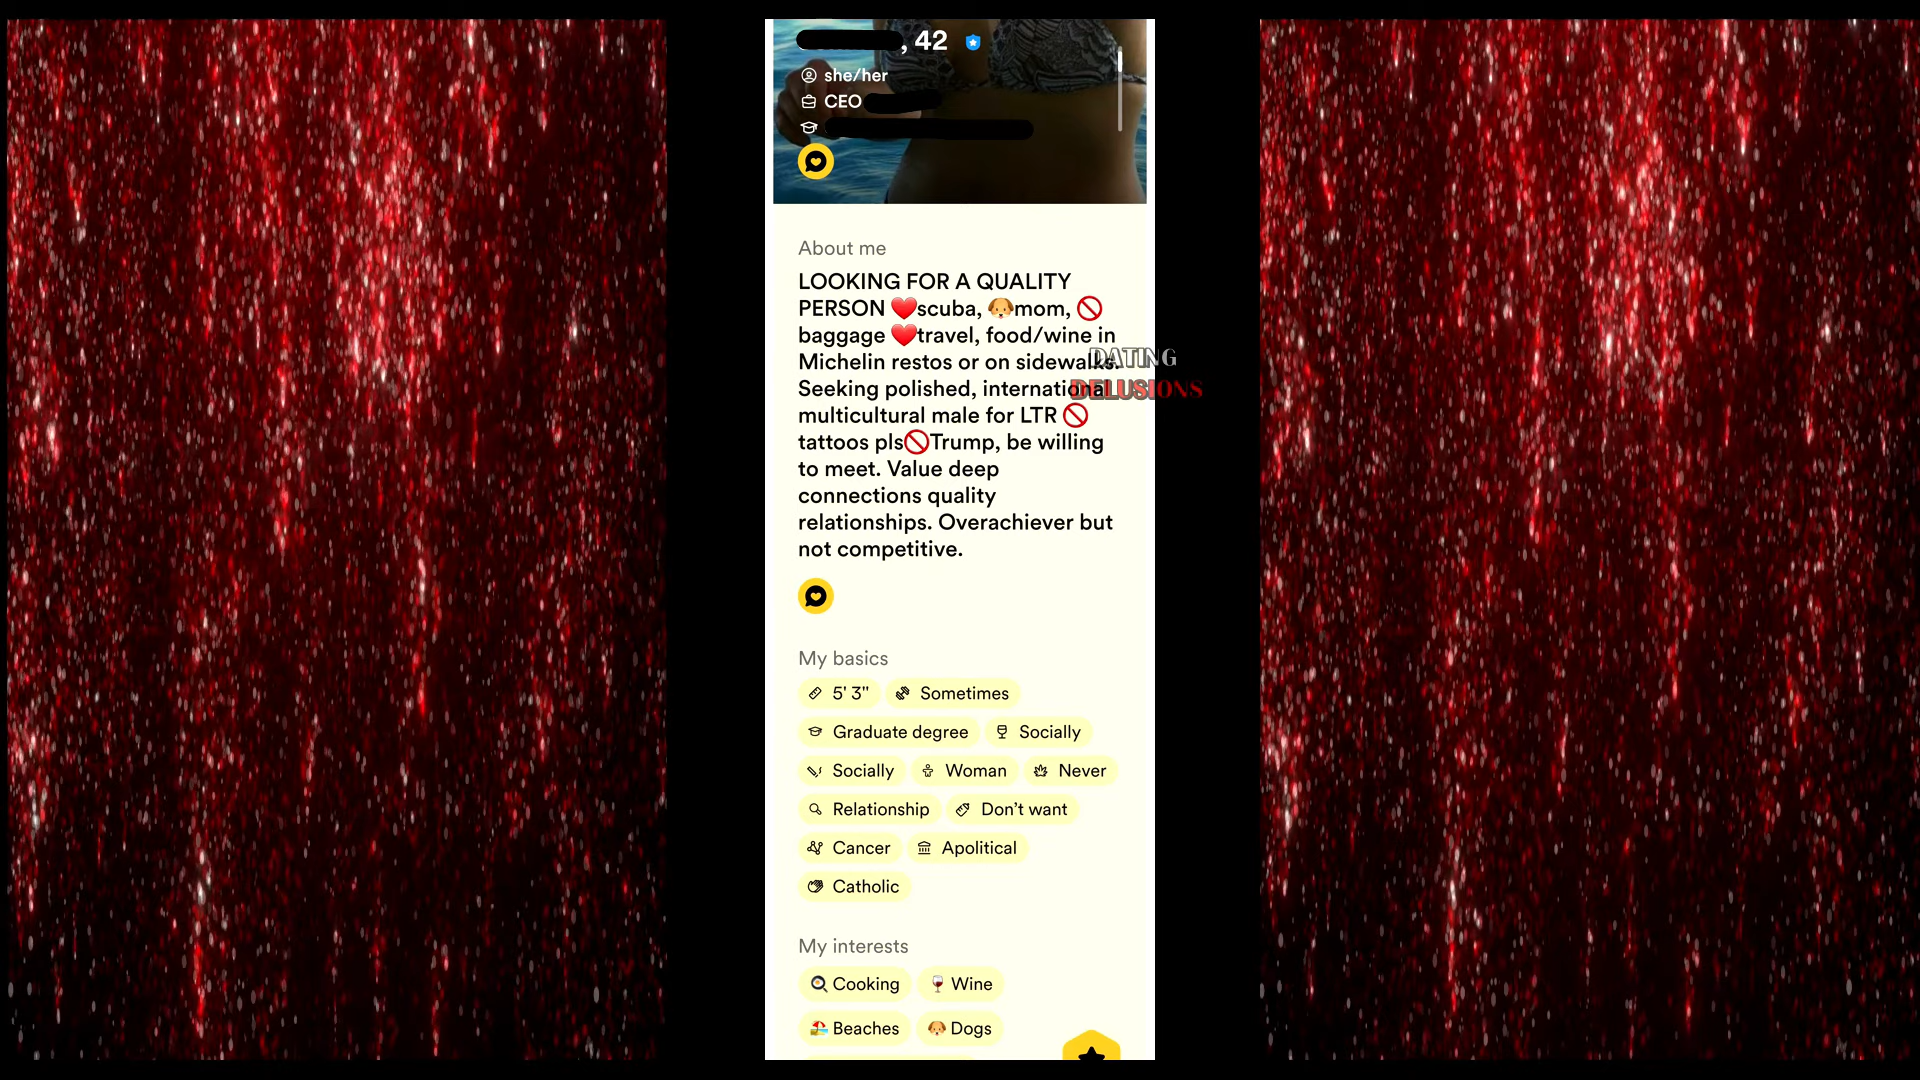 , 42
she/her
CEO
About me
LOOKING FOR A QUALITY
PERSON ❤️scuba, 🐶mom, 🚫
baggage ❤️travel, food/wine in
Michelin restos or on sidewalks.
Seeking polished, international
multicultural male for LTR 🚫
tattoos pls🚫Trump, be willing
to meet. Value deep
connections quality
relationships. Overachiever but
not competitive.
DATING
DELUSIONS
My basics
5' 3"
Sometimes
Graduate degree
Socially
Socially
Woman
Never
Relationship
Don't want
Cancer
Apolitical
Catholic
My interests
🍳 Cooking
🍷 Wine
🏖️ Beaches
🐶 Dogs